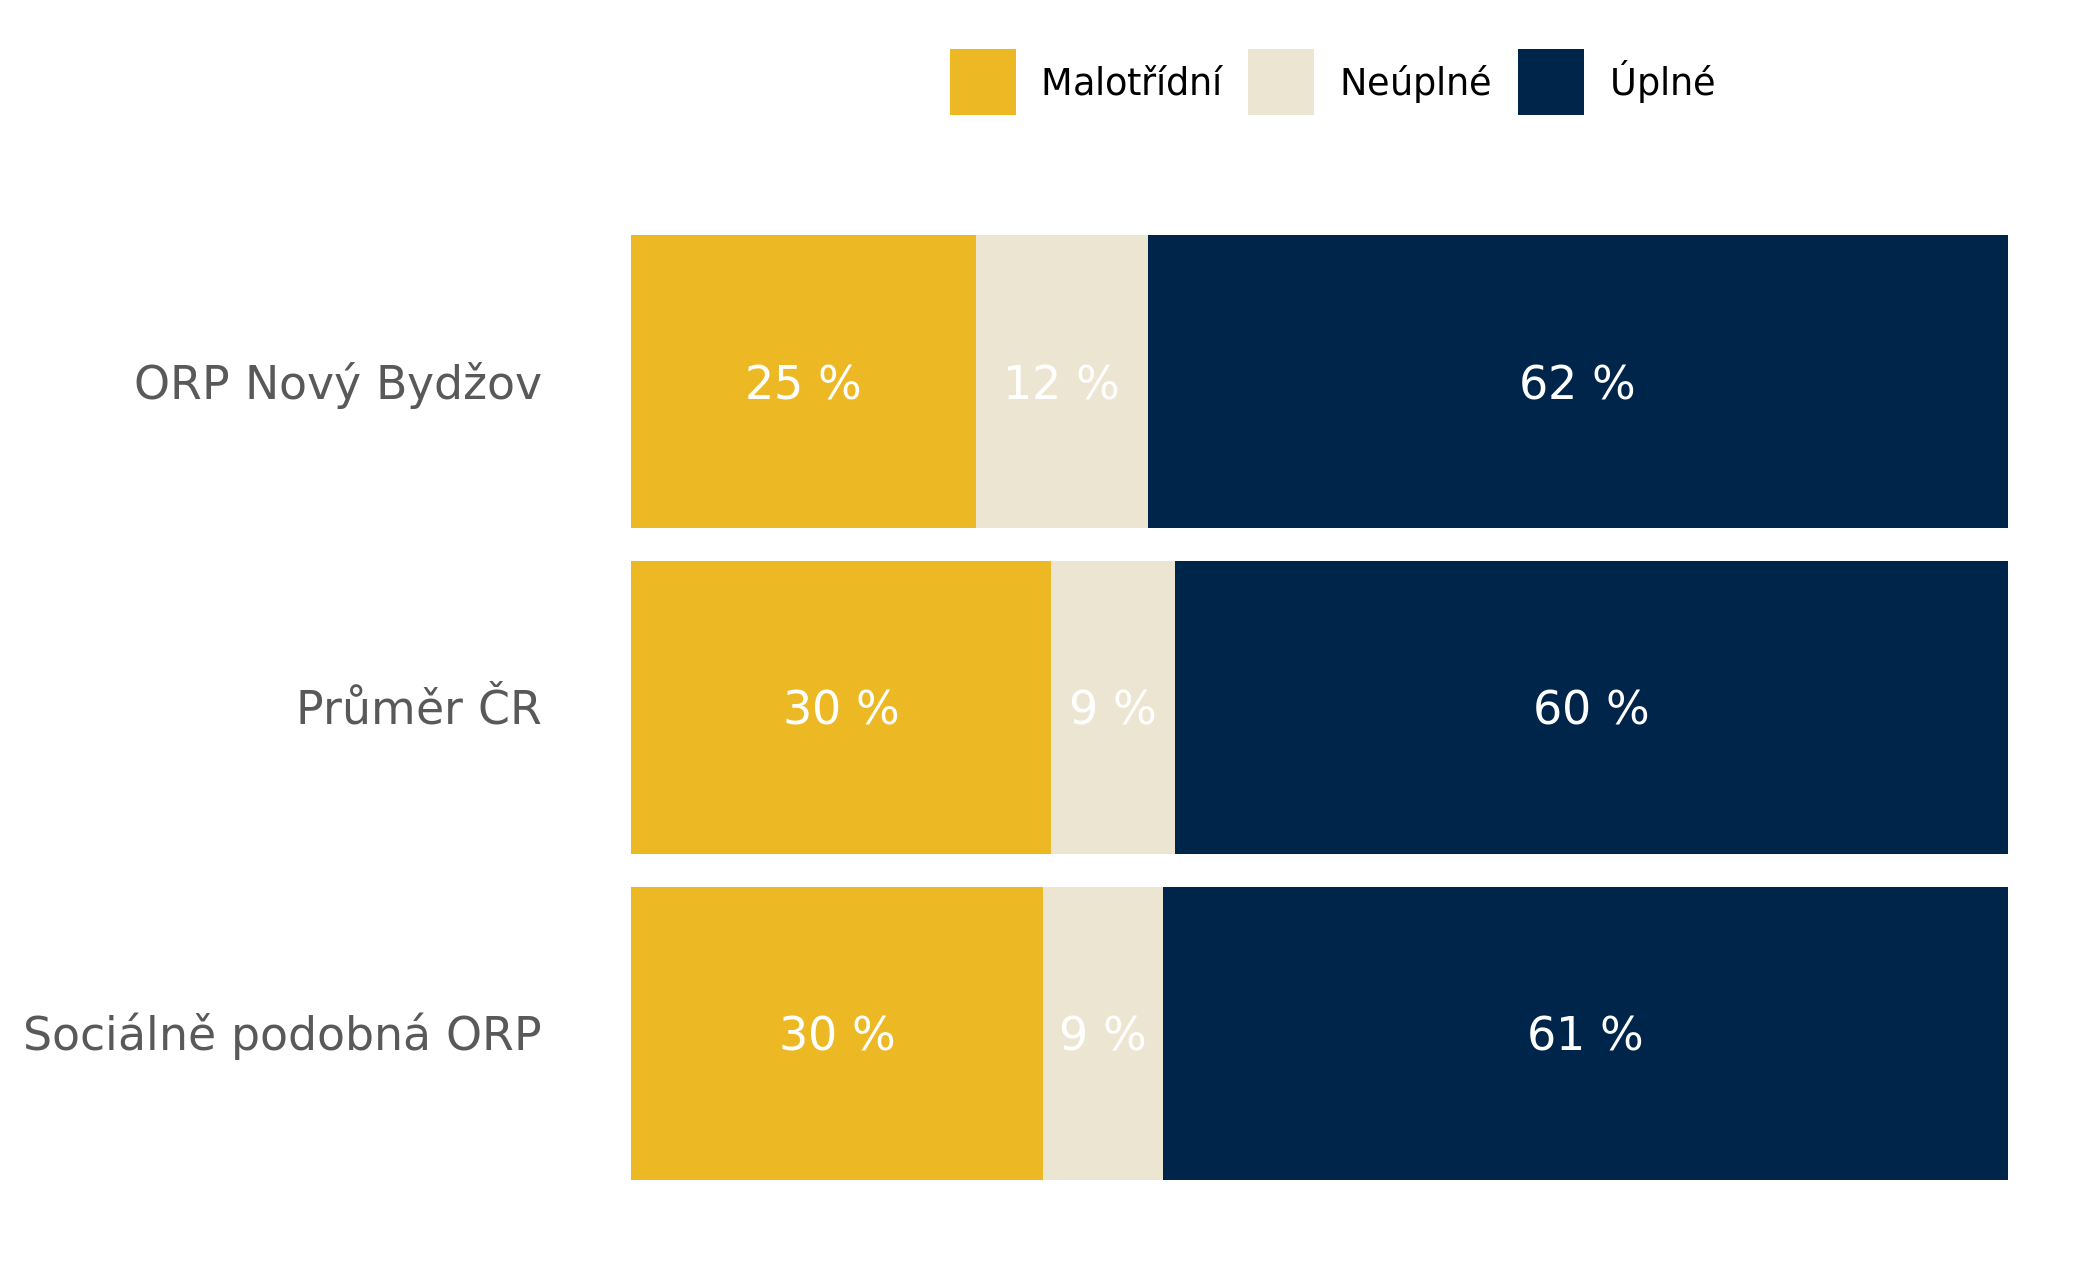 Malotřídní Neúplné Úplné
ORP Nový Bydžov 25 % 12 % 62 %
Průměr ČR 30 % 9 % 60 %
Sociálně podobná ORP 30 % 9 % 61 %